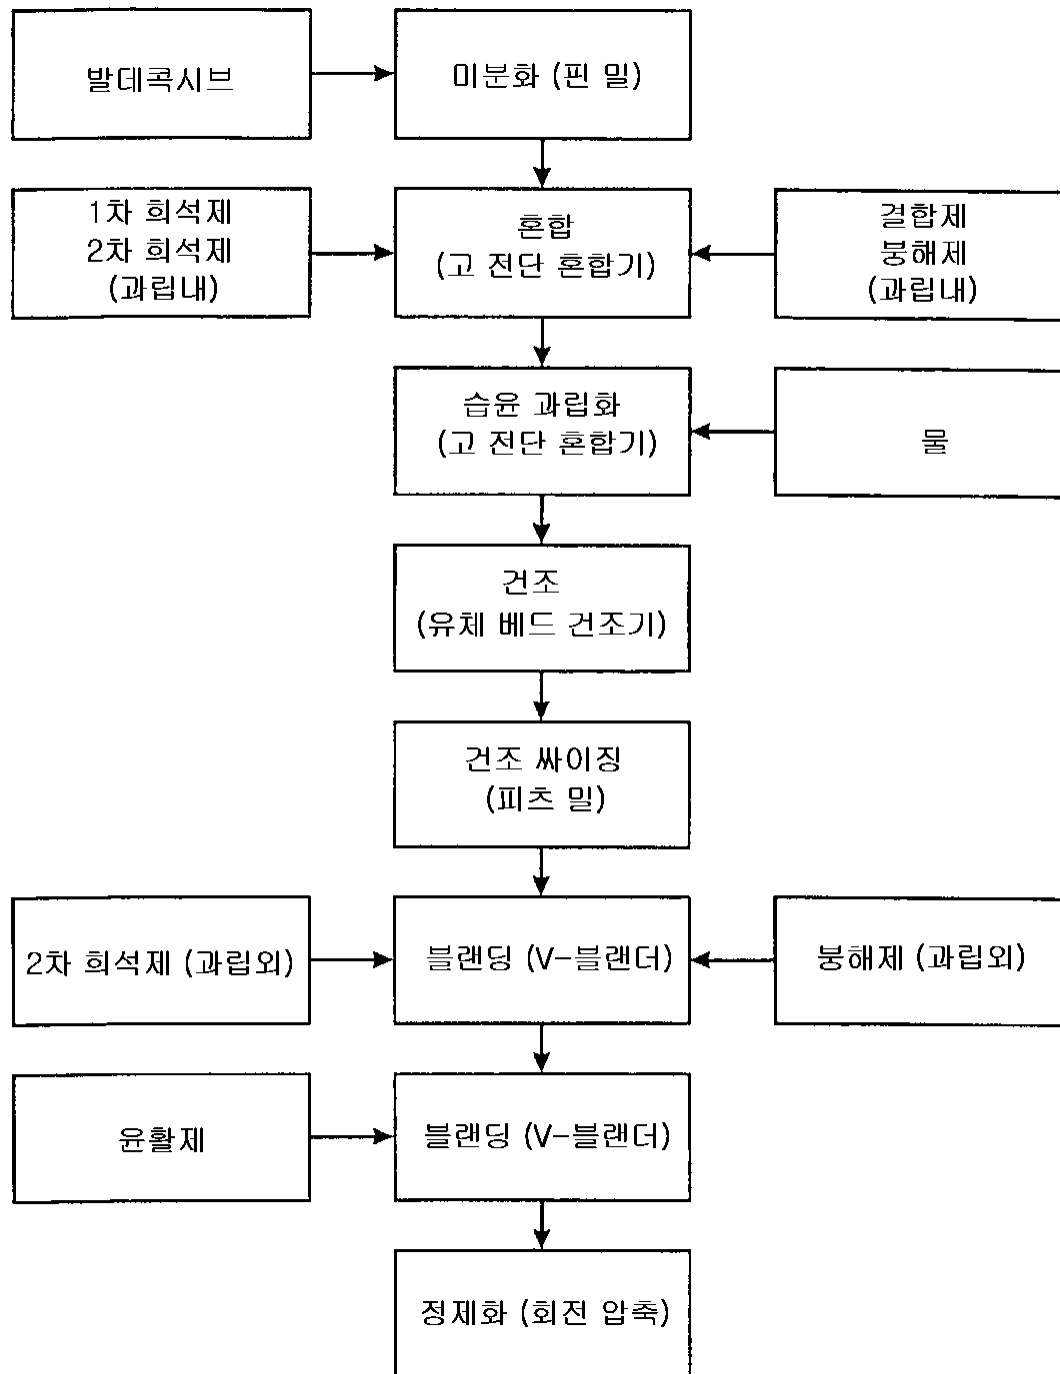 발데콕시브
미분화 (핀 밀)
1차 희석제
2차 희석제
(과립내)
혼합
(고 전단 혼합기)
결합제
붕해제
(과립내)
습윤 과립화
(고 전단 혼합기)
물
건조
(유체 베드 건조기)
건조 싸이징
(피츠 밀)
2차 희석제 (과립외)
블랜딩 (V-블랜더)
붕해제 (과립외)
윤활제
블랜딩 (V-블랜더)
정제화 (회전 압축)